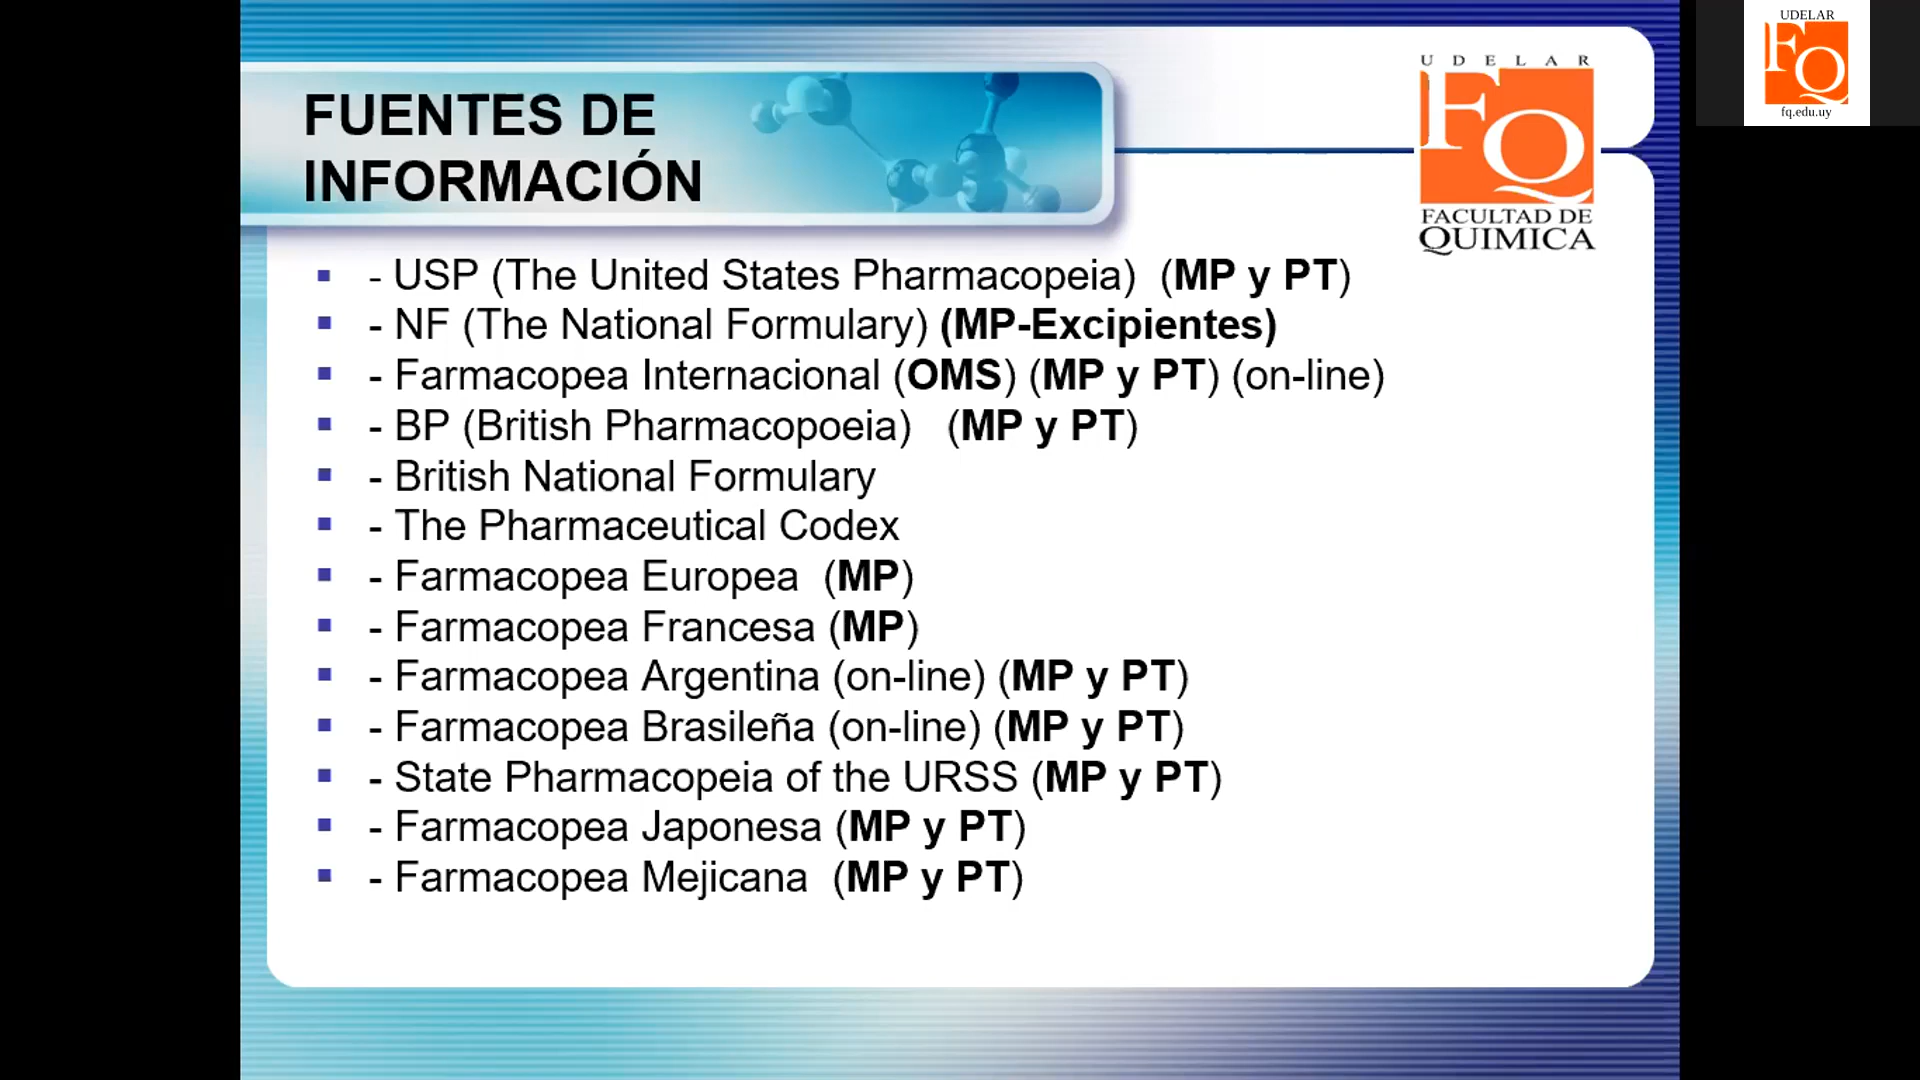 FUENTES DE
INFORMACIÓN
UDELAR
FQ
FACULTAD DE
QUIMICA
UDELAR
FQ
fq.edu.uy
- USP (The United States Pharmacopeia) (MP y PT)
- NF (The National Formulary) (MP-Excipientes)
- Farmacopea Internacional (OMS) (MP y PT) (on-line)
- BP (British Pharmacopoeia) (MP y PT)
- British National Formulary
- The Pharmaceutical Codex
- Farmacopea Europea (MP)
- Farmacopea Francesa (MP)
- Farmacopea Argentina (on-line) (MP y PT)
- Farmacopea Brasileña (on-line) (MP y PT)
- State Pharmacopeia of the URSS (MP y PT)
- Farmacopea Japonesa (MP y PT)
- Farmacopea Mejicana (MP y PT)